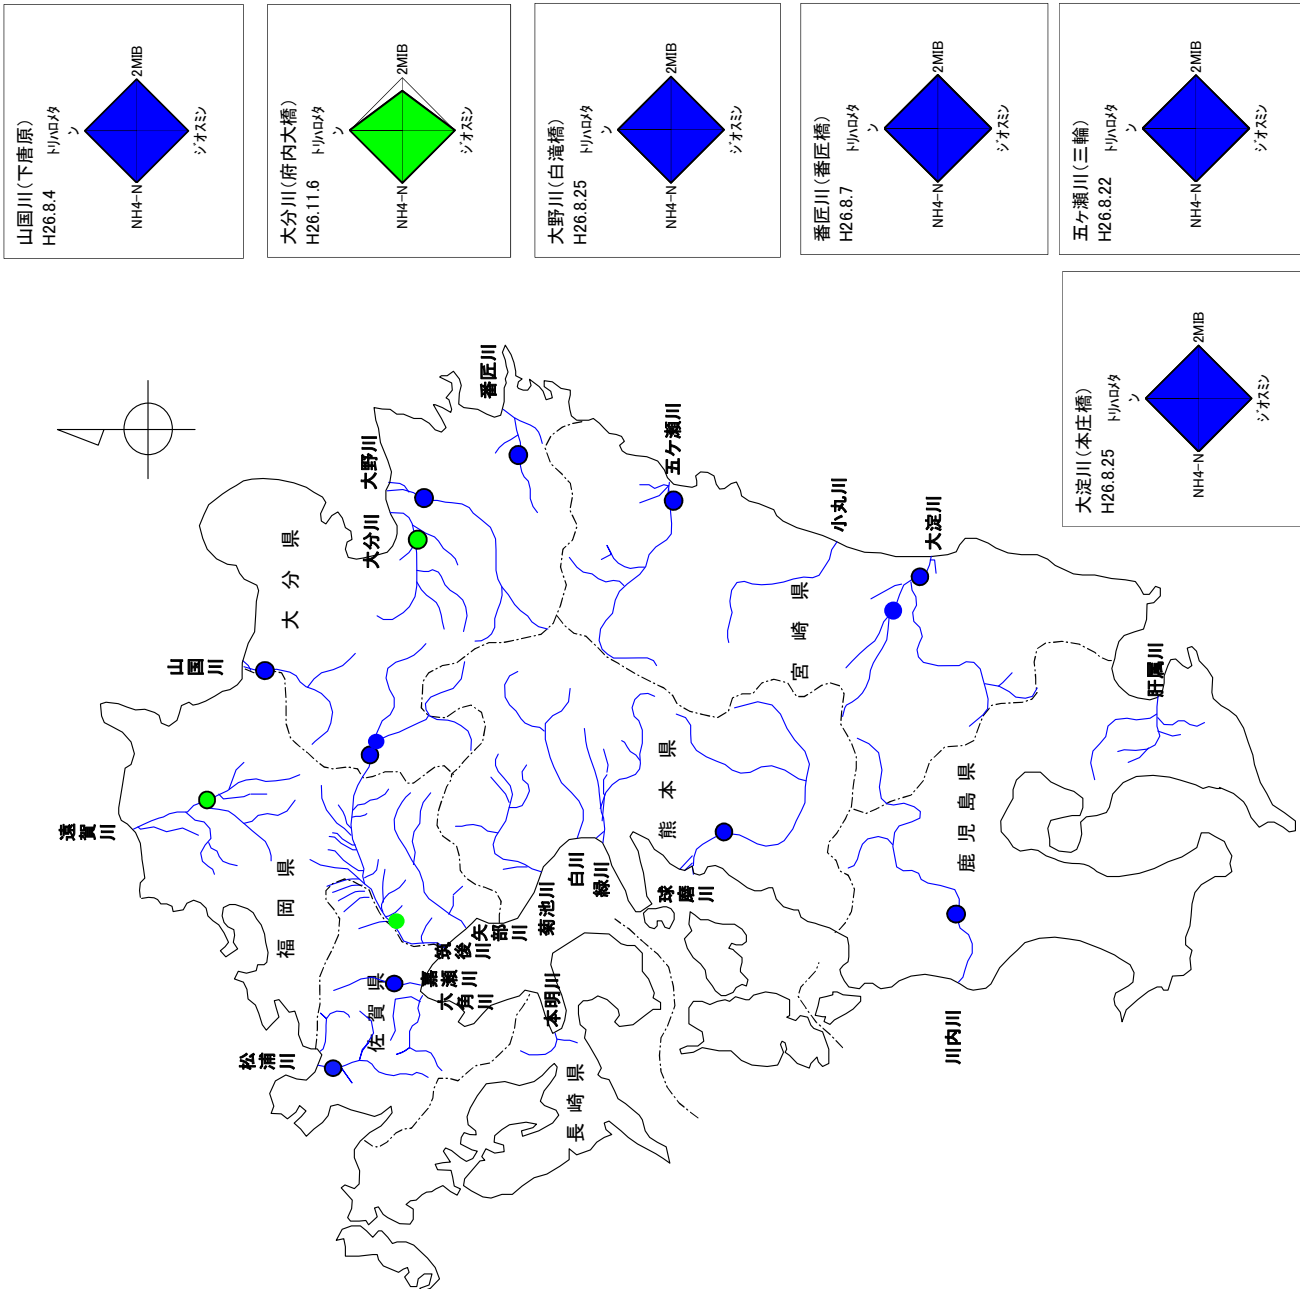 山国川(下唐原)
H26.8.4
トリハロメタ
ン
2MIB
NH4-N
ジオスミン
大分川(府内大橋)
H26.11.6
トリハロメタ
ン
2MIB
NH4-N
ジオスミン
大野川(白滝橋)
H26.8.25
トリハロメタ
ン
2MIB
NH4-N
ジオスミン
番匠川(番匠橋)
H26.8.7
トリハロメタ
ン
2MIB
NH4-N
ジオスミン
五ケ瀬川(三輪)
H26.8.22
トリハロメタ
ン
2MIB
NH4-N
ジオスミン
大淀川(本庄橋)
H26.8.25
トリハロメタ
ン
2MIB
NH4-N
ジオスミン
番匠川
大野川
大分川
五ケ瀬川
小丸川
大淀川
大分県
山国川
宮崎県
肝属川
遠賀川
福岡県
熊本県
鹿児島県
白川
緑川
球磨川
菊池川
矢部川
筑後川
嘉瀬川
六角川
本明川
佐賀県
松浦川
長崎県
川内川